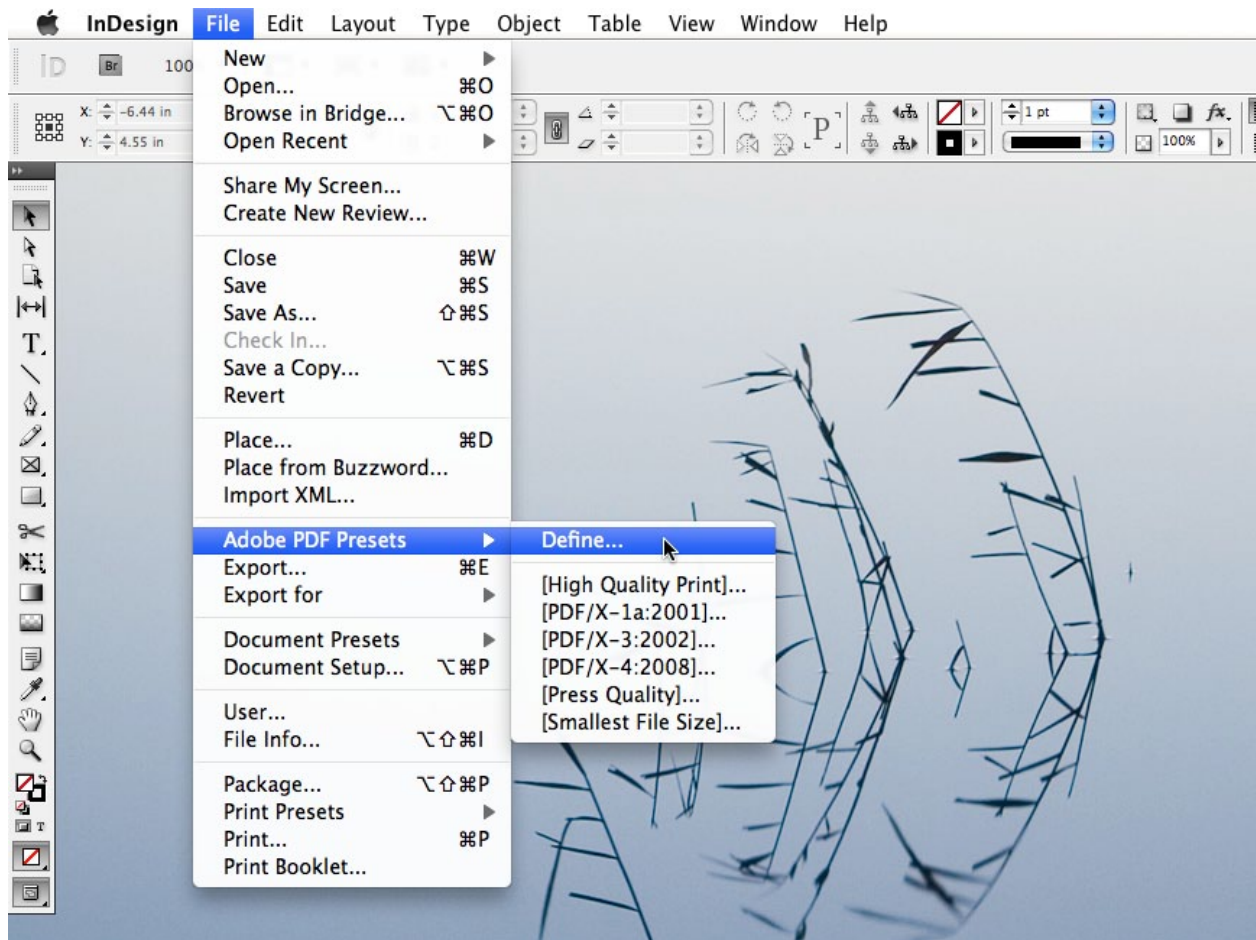 InDesign File Edit Layout Type Object Table View Window Help
ID Br 100
X: -6.44 in
Y: 4.55 in
P
1 pt
fx.
100%
New
Open... ⌘O
Browse in Bridge... ⌥⌘O
Open Recent
Share My Screen...
Create New Review...
Close ⌘W
Save ⌘S
Save As... ⇧⌘S
Check In...
Save a Copy... ⌥⌘S
Revert
Place... ⌘D
Place from Buzzword...
Import XML...
Adobe PDF Presets
Export... ⌘E
Export for
Document Presets
Document Setup... ⌥⌘P
User...
File Info... ⌥⇧⌘I
Package... ⌥⇧⌘P
Print Presets
Print... ⌘P
Print Booklet...
Define...
[High Quality Print]...
[PDF/X-1a:2001]...
[PDF/X-3:2002]...
[PDF/X-4:2008]...
[Press Quality]...
[Smallest File Size]...
T
T